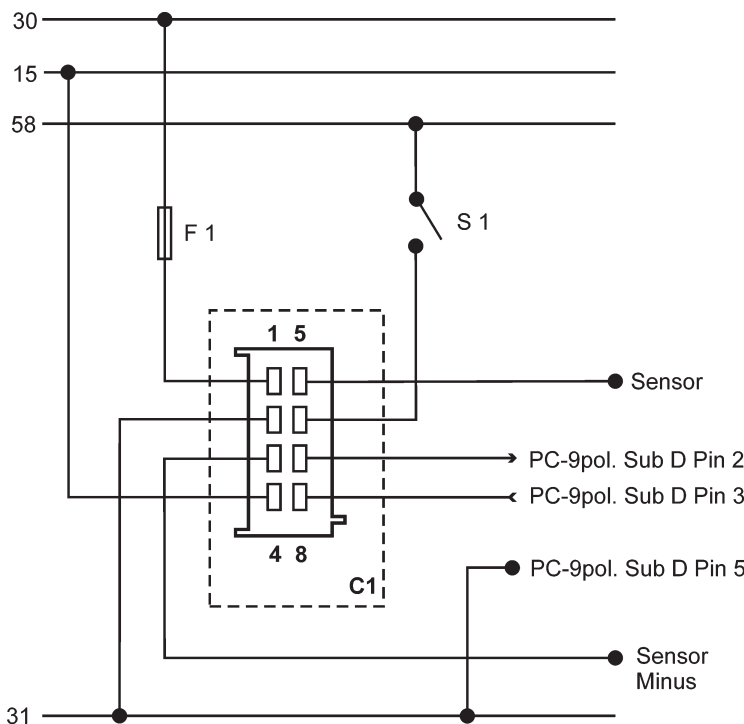 30
15
58
S 1
F 1
1 5
Sensor
PC-9pol. Sub D Pin 2
PC-9pol. Sub D Pin 3
4 8
PC-9pol. Sub D Pin 5
C1
Sensor
Minus
31